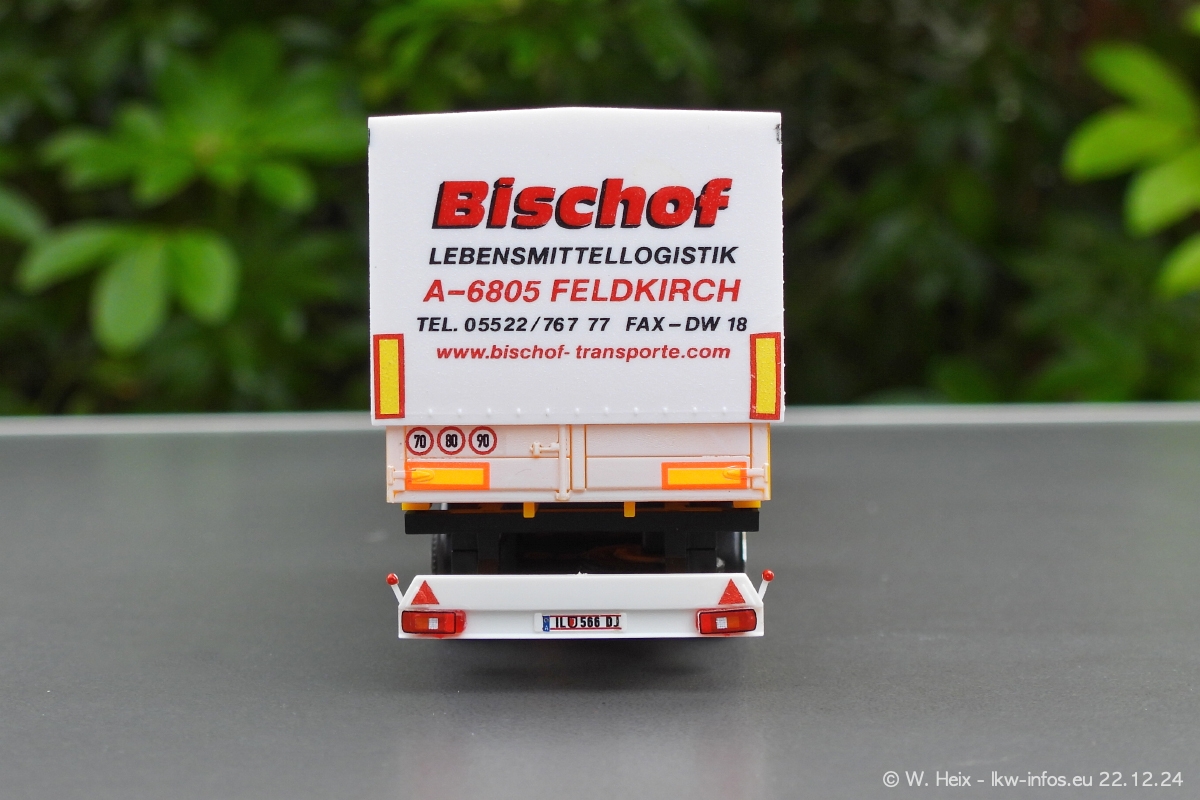 Bischof
LEBENSMITTELLOGISTIK
A-6805 FELDKIRCH
TEL. 05522/767 77 FAX-DW 18
www.bischof-transporte.com
70 80 90
IL 566 DJ
© W. Heix - lkw-infos.eu 22.12.24